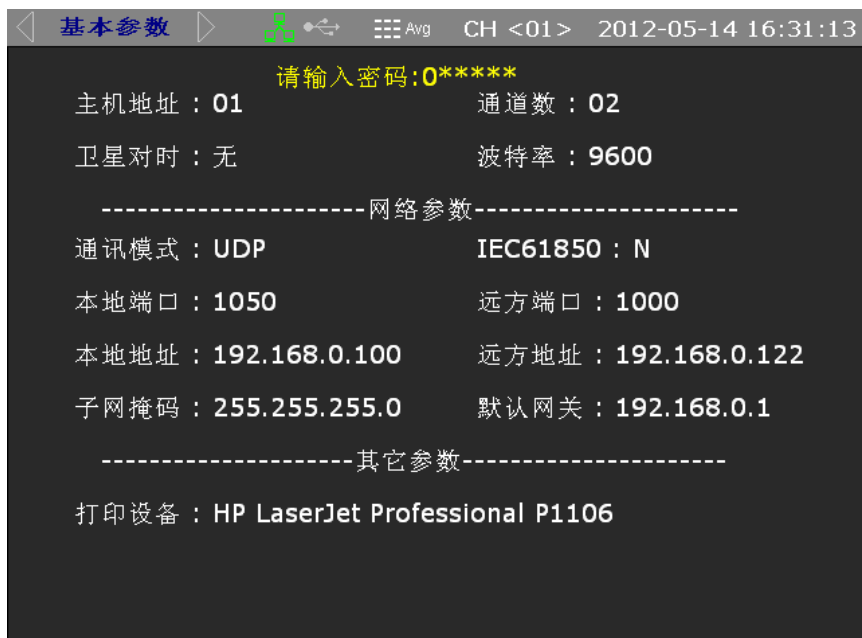 基本参数 Avg CH <01> 2012-05-14 16:31:13
请输入密码:0*****
主机地址：01 通道数：02
卫星对时：无 波特率：9600
----------------------网络参数----------------------
通讯模式：UDP IEC61850：N
本地端口：1050 远方端口：1000
本地地址：192.168.0.100 远方地址：192.168.0.122
子网掩码：255.255.255.0 默认网关：192.168.0.1
---------------------其它参数----------------------
打印设备：HP LaserJet Professional P1106